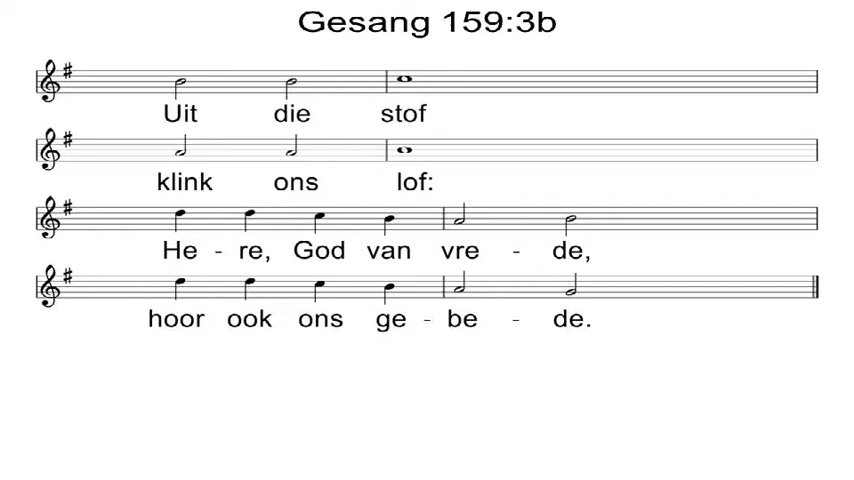 Gesang 159:3b
Uit die stof
klink ons lof:
He - re, God van vre - de,
hoor ook ons ge - be - de.